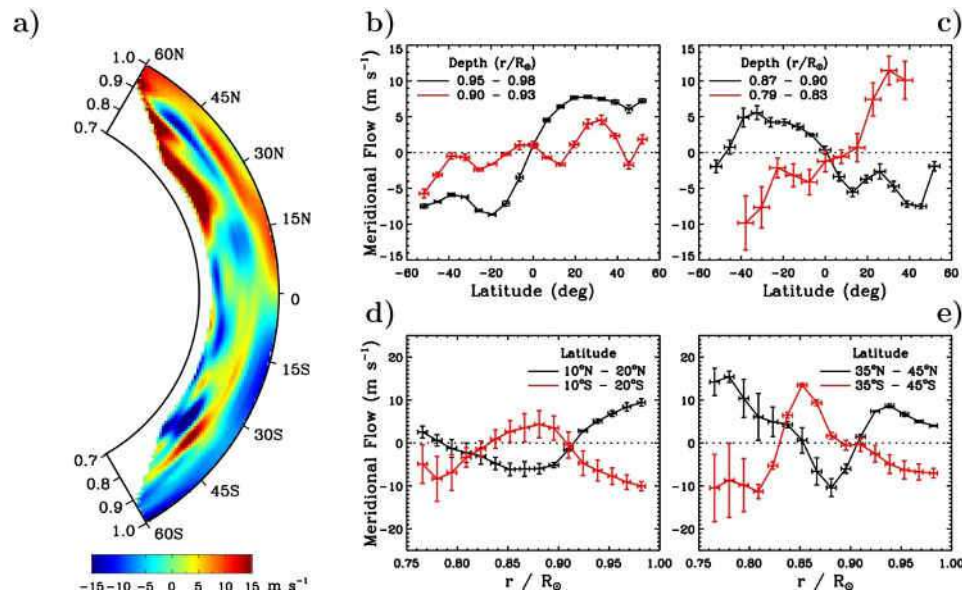 a)
60N
1.0
0.9
0.8
0.7
45N
30N
15N
0
15S
30S
45S
60S
0.7
0.8
0.9
1.0
-15 -10 -5 0 5 10 15 m s⁻¹
b)
Depth (r/R☉)
0.95 - 0.98
0.90 - 0.93
Meridional Flow (m s⁻¹)
15
10
5
0
-5
-10
-15
-60 -40 -20 0 20 40 60
Latitude (deg)
c)
Depth (r/R☉)
0.87 - 0.90
0.79 - 0.83
15
10
5
0
-5
-10
-15
-60 -40 -20 0 20 40 60
Latitude (deg)
d)
Latitude
10°N - 20°N
10°S - 20°S
Meridional Flow (m s⁻¹)
20
10
0
-10
-20
0.75 0.80 0.85 0.90 0.95 1.00
r / R☉
e)
Latitude
35°N - 45°N
35°S - 45°S
20
10
0
-10
-20
0.75 0.80 0.85 0.90 0.95 1.00
r / R☉